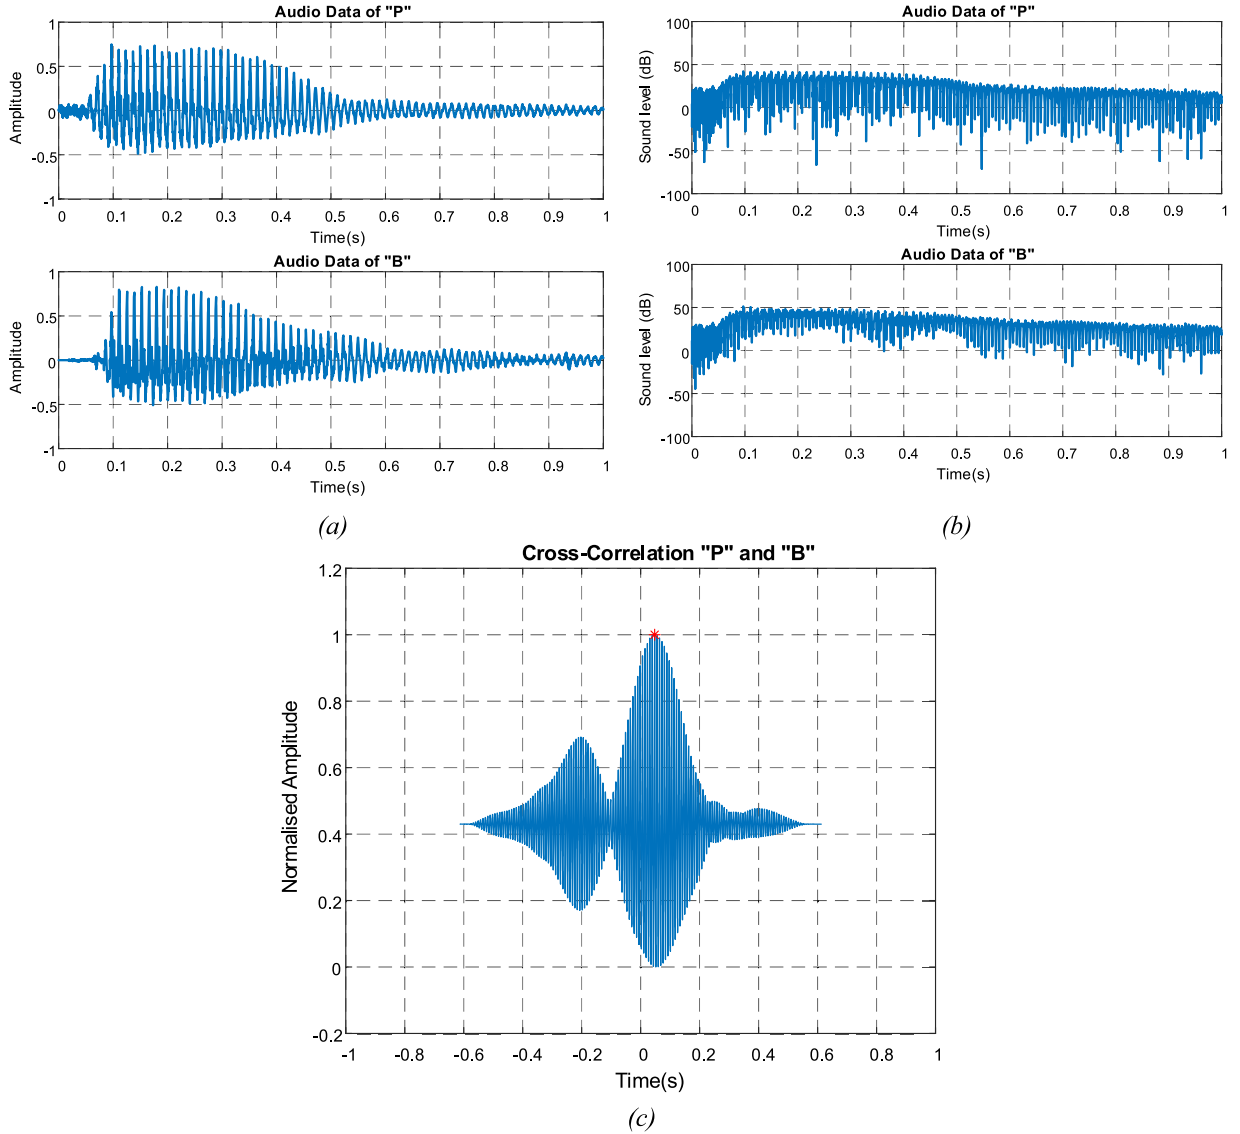 Audio Data of "P"
1
0.5
0
-0.5
-1
Amplitude
0 0.1 0.2 0.3 0.4 0.5 0.6 0.7 0.8 0.9 1
Time(s)
Audio Data of "B"
1
0.5
0
-0.5
-1
Amplitude
0 0.1 0.2 0.3 0.4 0.5 0.6 0.7 0.8 0.9 1
Time(s)
(a)
Audio Data of "P"
100
50
0
-50
-100
Sound level (dB)
0 0.1 0.2 0.3 0.4 0.5 0.6 0.7 0.8 0.9 1
Time(s)
Audio Data of "B"
100
50
0
-50
-100
Sound level (dB)
0 0.1 0.2 0.3 0.4 0.5 0.6 0.7 0.8 0.9 1
Time(s)
(b)
Cross-Correlation "P" and "B"
1.2
1
0.8
0.6
0.4
0.2
0
-0.2
Normalised Amplitude
-1 -0.8 -0.6 -0.4 -0.2 0 0.2 0.4 0.6 0.8 1
Time(s)
(c)